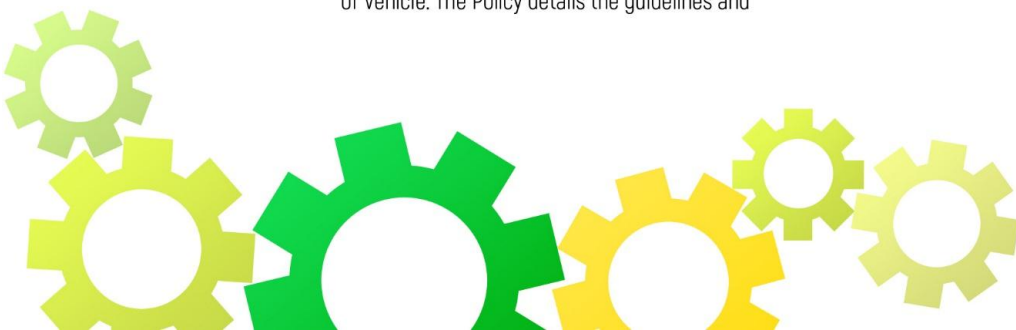 of Vehicle. The Policy details the guidelines and